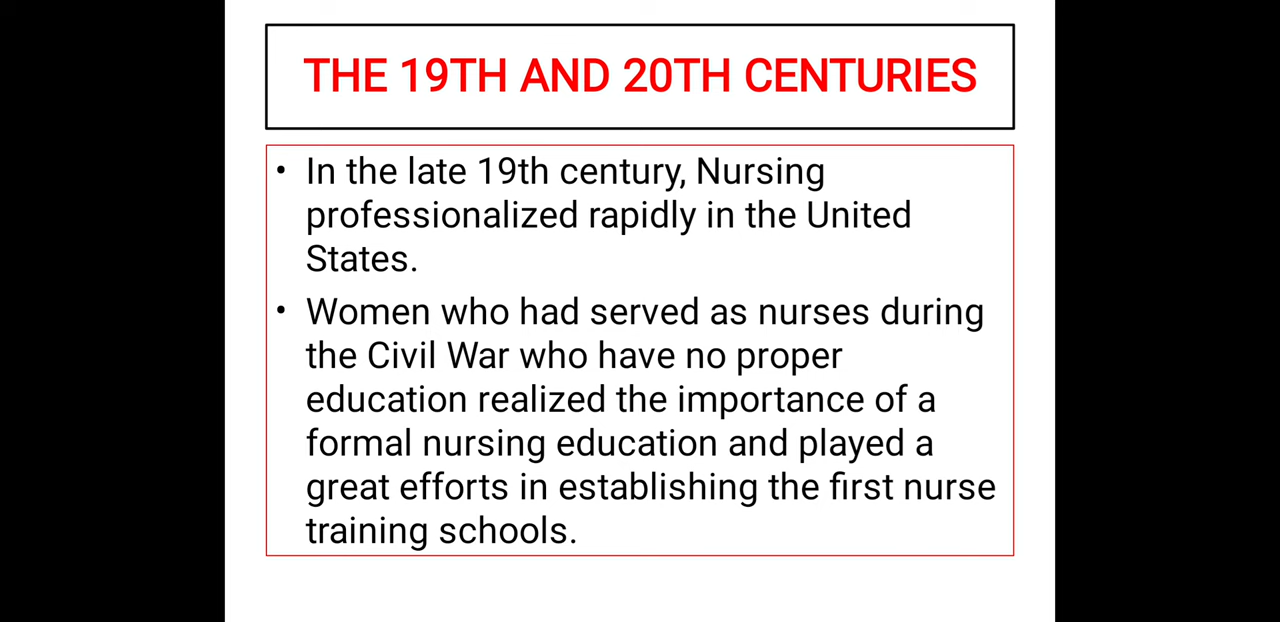 THE 19TH AND 20TH CENTURIES
• In the late 19th century, Nursing
professionalized rapidly in the United
States.
• Women who had served as nurses during
the Civil War who have no proper
education realized the importance of a
formal nursing education and played a
great efforts in establishing the first nurse
training schools.